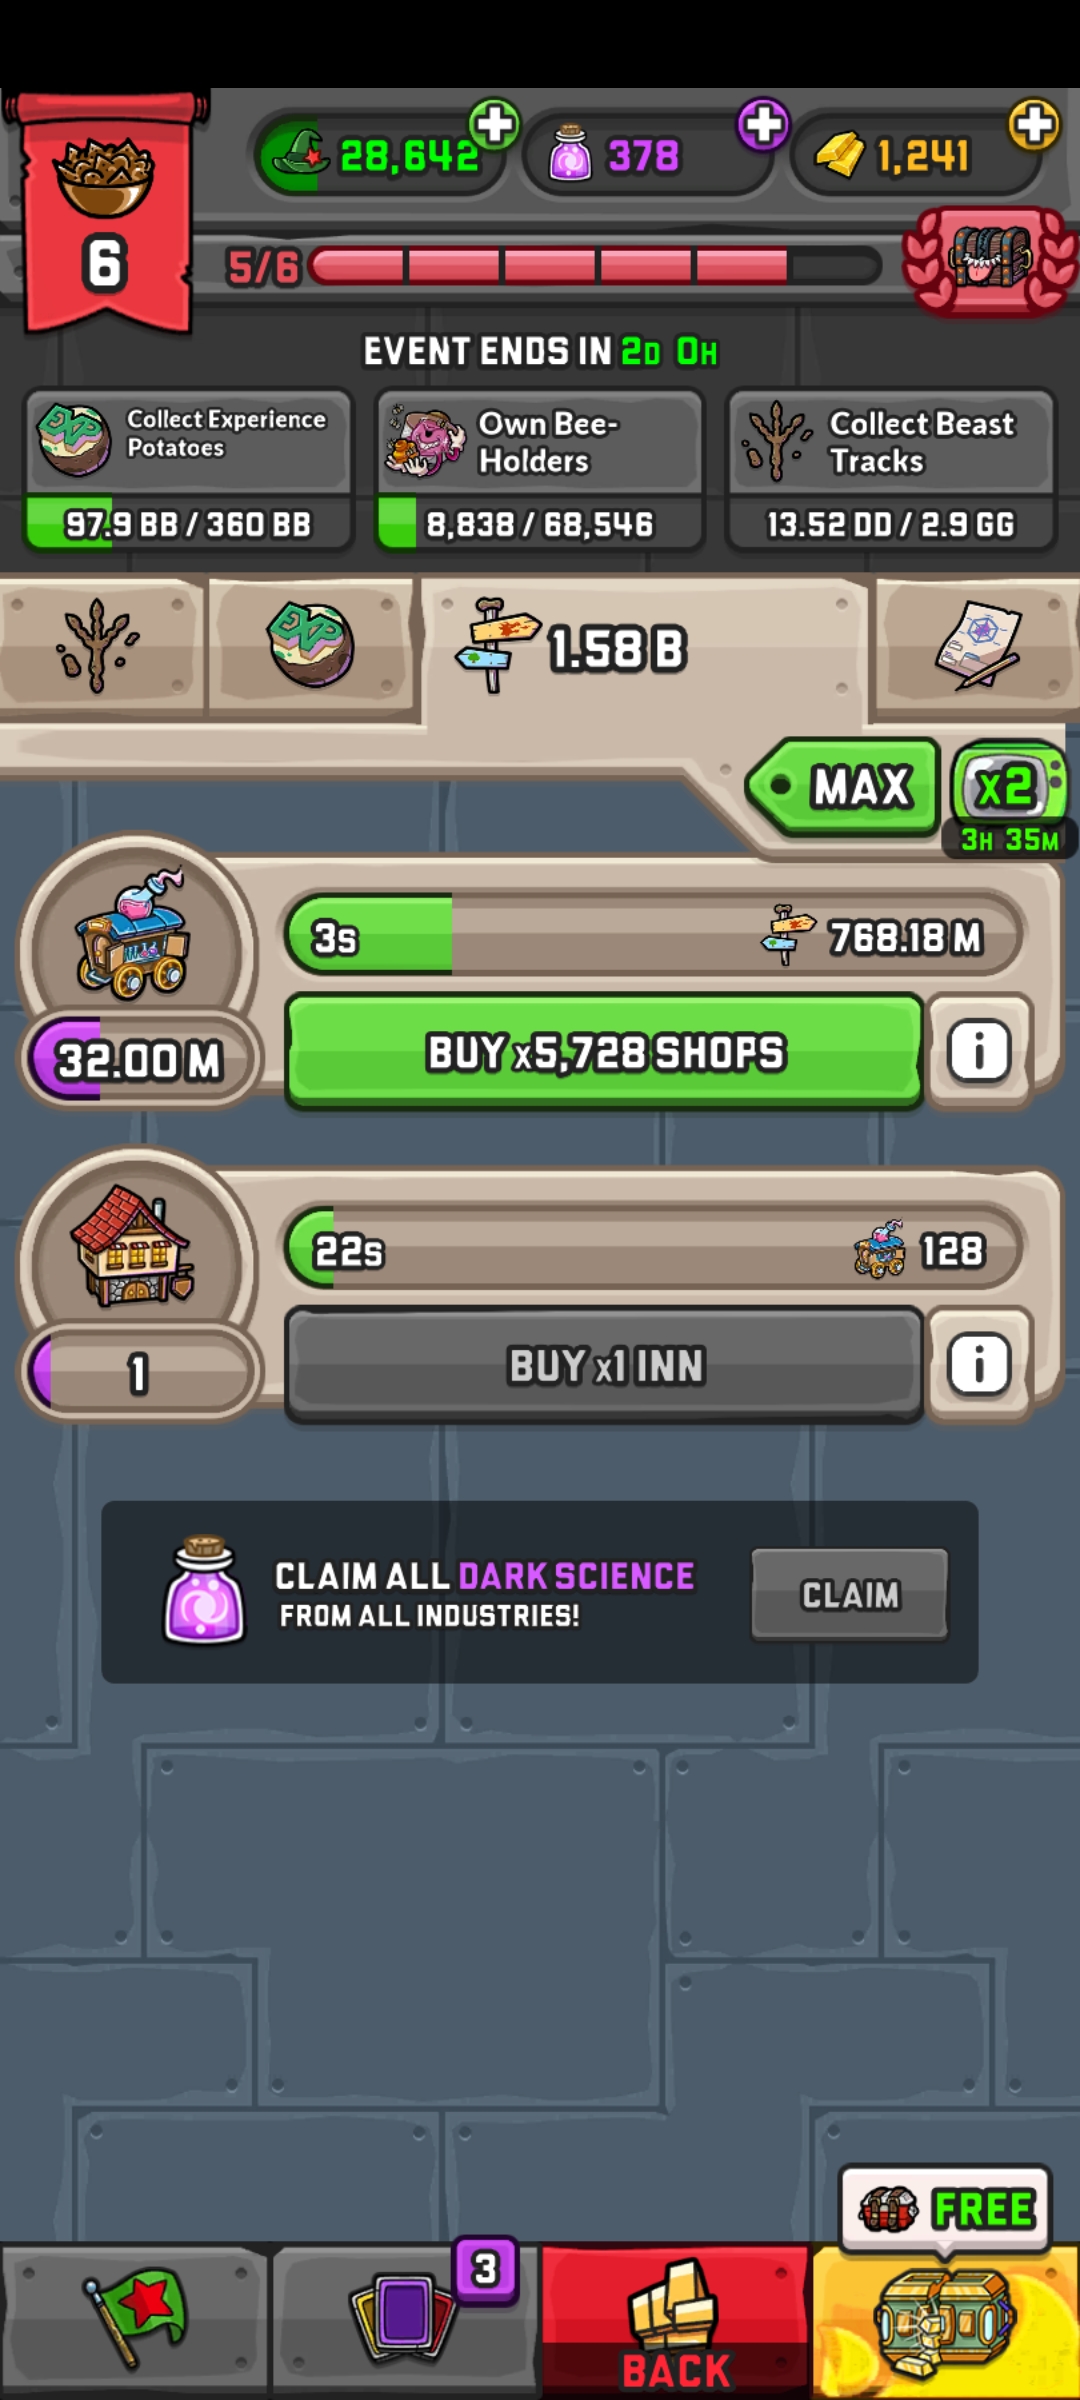 28,642
378
1,241
6
5/6
EVENT ENDS IN 2D 0H
Collect Experience
Potatoes
97.9 BB / 360 BB
Own Bee-
Holders
8,838 / 68,546
Collect Beast
Tracks
13.52 DD / 2.9 GG
EXP
1.58 B
MAX
x2
3H 35M
3s
768.18 M
32.00 M
BUY x5,728 SHOPS
i
22s
128
1
BUY x1 INN
i
CLAIM ALL DARK SCIENCE
FROM ALL INDUSTRIES!
CLAIM
FREE
3
BACK